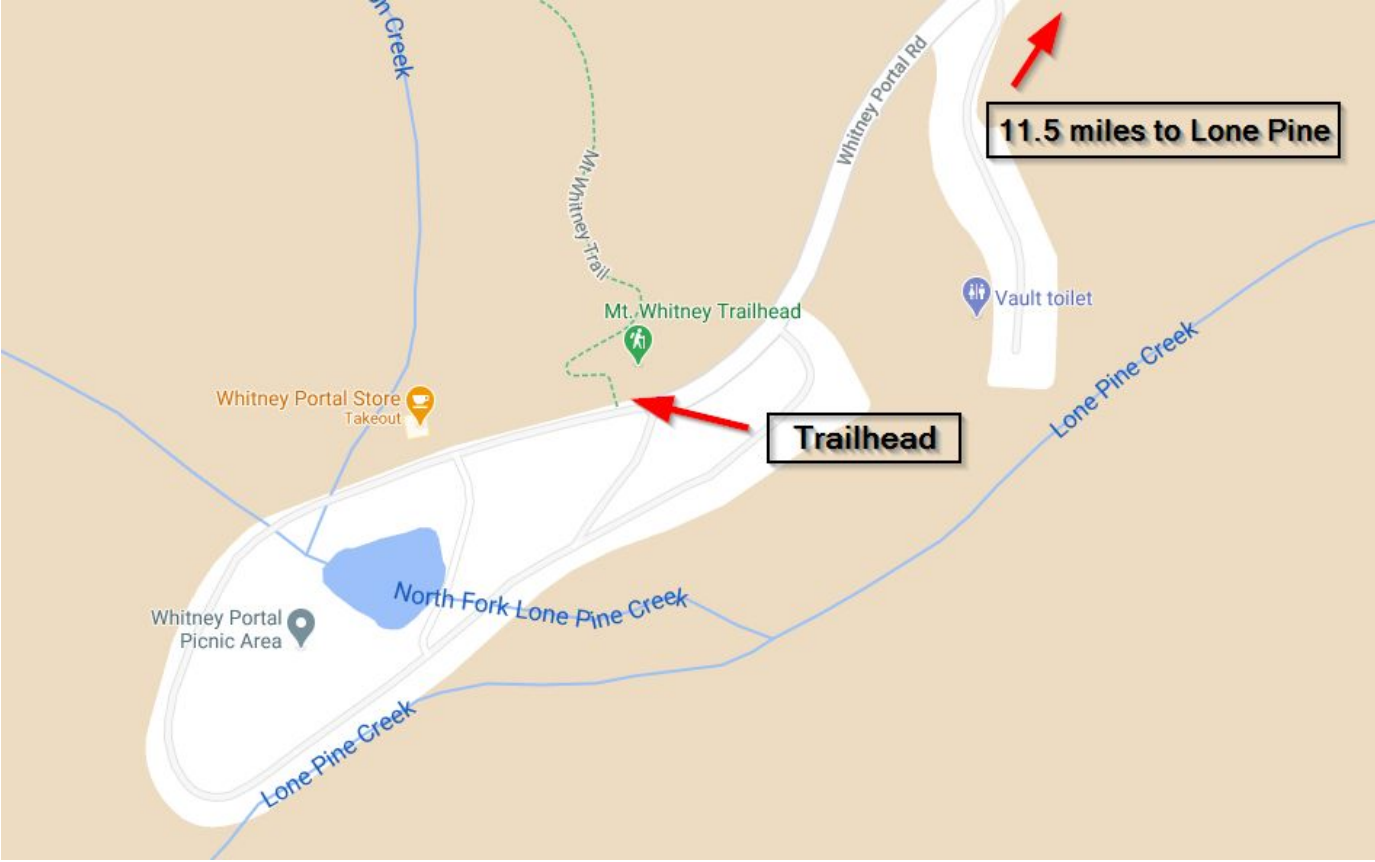 on Creek
Whitney Portal Rd
11.5 miles to Lone Pine
Mt Whitney Trail
Vault toilet
Mt. Whitney Trailhead
Lone Pine Creek
Whitney Portal Store
Takeout
Trailhead
North Fork Lone Pine Creek
Whitney Portal
Picnic Area
Lone Pine Creek